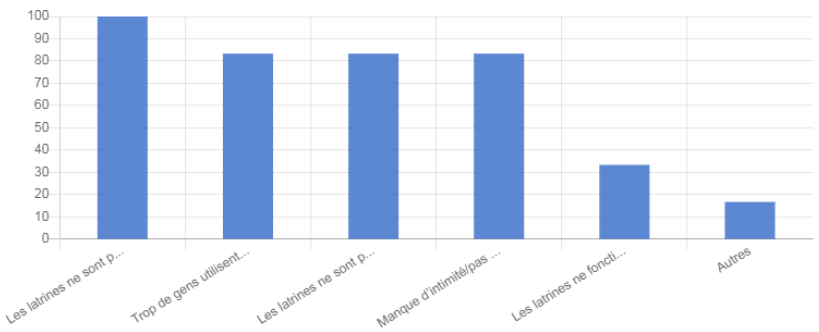 100
90
80
70
60
50
40
30
20
10
0
Les latrines ne sont p...
Trop de gens utilisent...
Les latrines ne sont p...
Manque d'intimité/pas ...
Les latrines ne foncti...
Autres